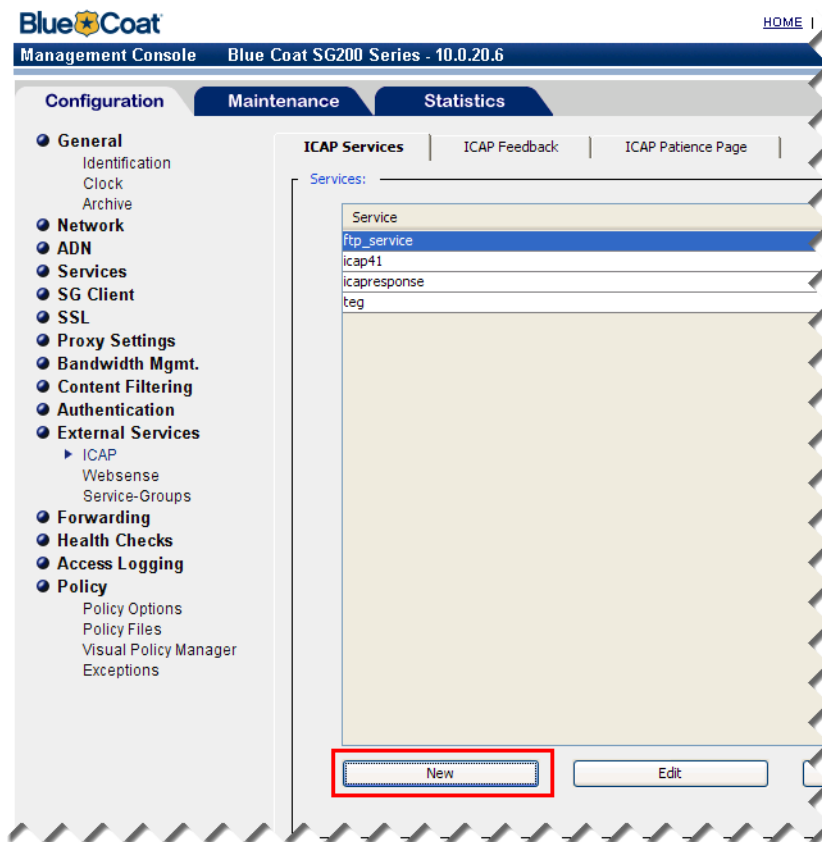 Blue Coat
HOME |
Management Console Blue Coat SG200 Series - 10.0.20.6
Configuration Maintenance Statistics
General
Identification
Clock
Archive
Network
ADN
Services
SG Client
SSL
Proxy Settings
Bandwidth Mgmt.
Content Filtering
Authentication
External Services
ICAP
Websense
Service-Groups
Forwarding
Health Checks
Access Logging
Policy
Policy Options
Policy Files
Visual Policy Manager
Exceptions
ICAP Services ICAP Feedback ICAP Patience Page
Services:
Service
ftp_service
icap41
icapresponse
teg
New Edit